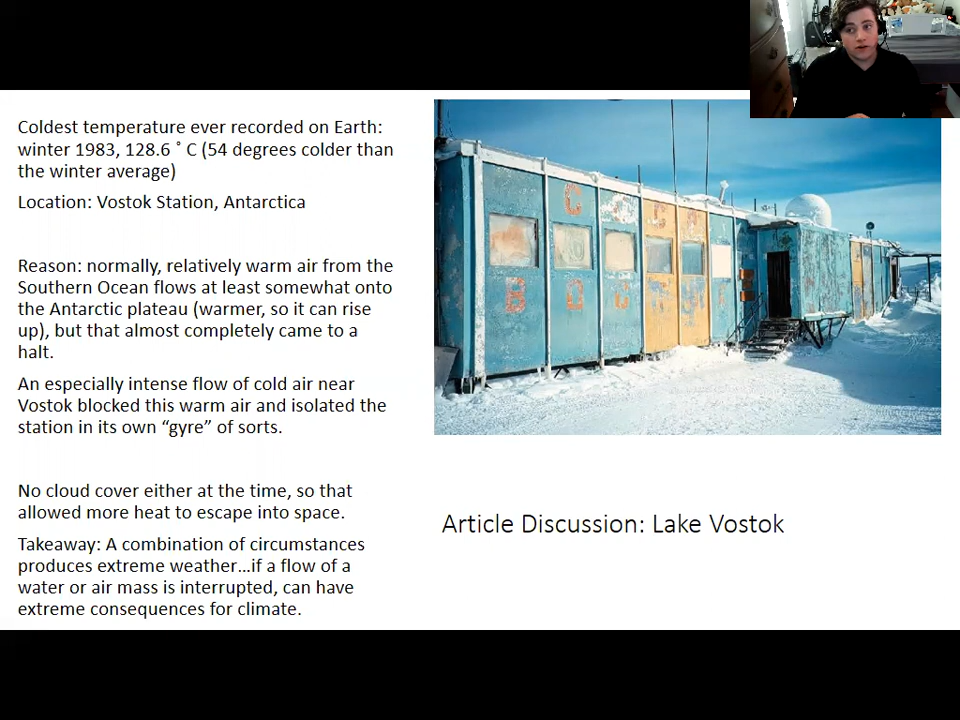 Coldest temperature ever recorded on Earth:
winter 1983, 128.6 ˚ C (54 degrees colder than
the winter average)
Location: Vostok Station, Antarctica
Reason: normally, relatively warm air from the
Southern Ocean flows at least somewhat onto
the Antarctic plateau (warmer, so it can rise
up), but that almost completely came to a
halt.
An especially intense flow of cold air near
Vostok blocked this warm air and isolated the
station in its own “gyre” of sorts.
No cloud cover either at the time, so that
allowed more heat to escape into space.
Takeaway: A combination of circumstances
produces extreme weather…if a flow of a
water or air mass is interrupted, can have
extreme consequences for climate.
Article Discussion: Lake Vostok